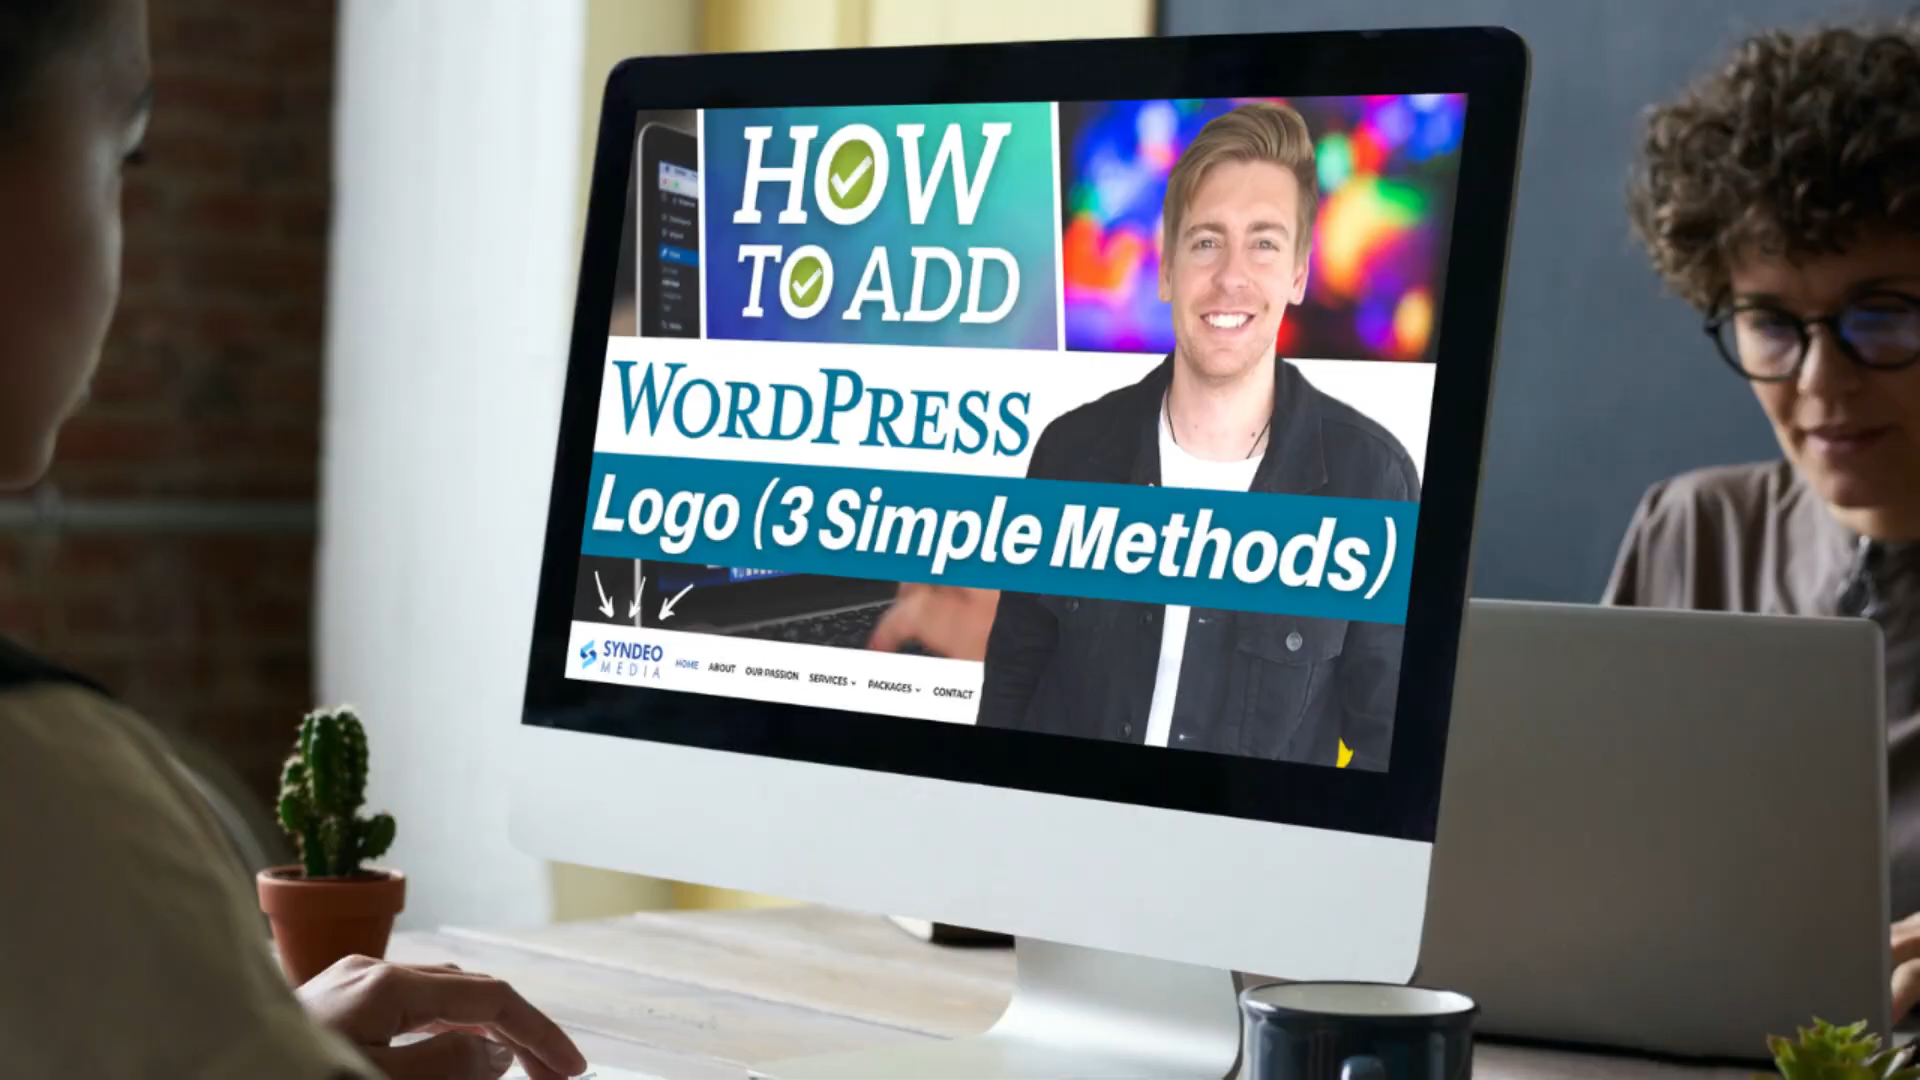 HOW
TO ADD
WORDPRESS
Logo (3 Simple Methods)
SYNDEO
MEDIA
HOME ABOUT OUR PASSION SERVICES PACKAGES CONTACT